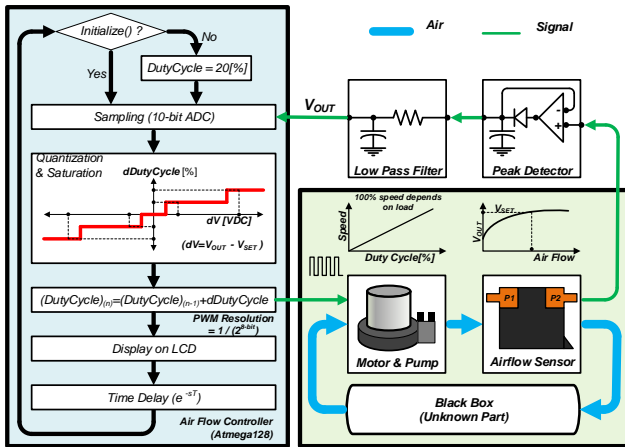 Initialize() ?
No
Yes
DutyCycle = 20[%]
Sampling (10-bit ADC)
Quantization
& Saturation
dDutyCycle [%]
dV [VDC]
(dV=VOUT - VSET )
(DutyCycle)(n)=(DutyCycle)(n-1)+dDutyCycle
PWM Resolution
= 1 / (2^8-bit)
Display on LCD
Time Delay (e^-sT)
Air Flow Controller
(Atmega128)
Air
Signal
VOUT
Low Pass Filter
-
+
Peak Detector
100% speed depends
on load
Speed
Duty Cycle[%]
VSET
VOUT
Air Flow
Motor & Pump
P1
P2
Airflow Sensor
Black Box
(Unknown Part)